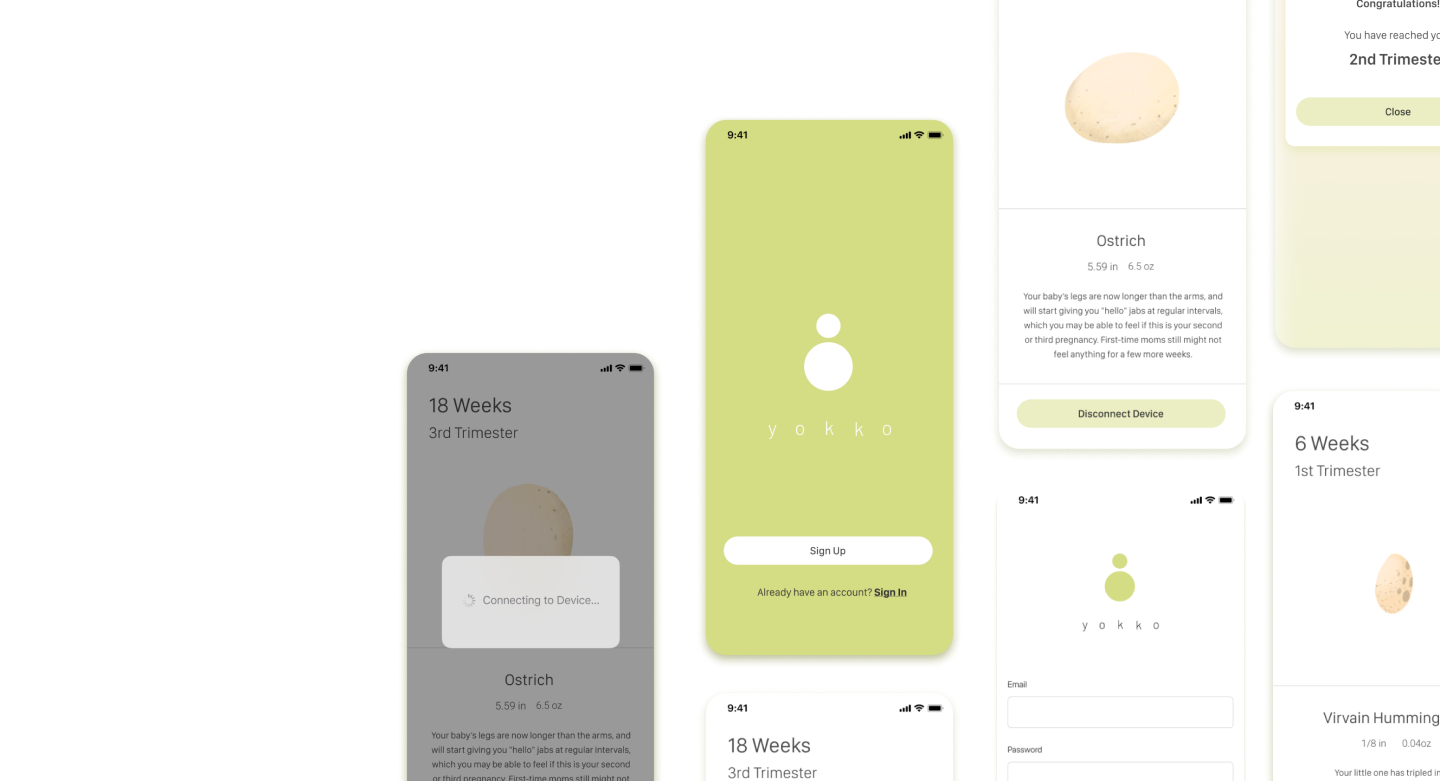 9:41
18 Weeks
3rd Trimester
Connecting to Device...
Ostrich
5.59 in 6.5 oz
Your baby's legs are now longer than the arms, and
will start giving you "hello" jabs at regular intervals,
which you may be able to feel if this is your second
or third pregnancy. First-time moms still might not
9:41
yokko
Sign Up
Already have an account? Sign In
9:41
18 Weeks
3rd Trimester
Ostrich
5.59 in 6.5 oz
Your baby's legs are now longer than the arms, and
will start giving you "hello" jabs at regular intervals,
which you may be able to feel if this is your second
or third pregnancy. First-time moms still might not
feel anything for a few more weeks.
Disconnect Device
9:41
yokko
Email
Password
Congratulations!
You have reached yo
2nd Trimeste
Close
9:41
6 Weeks
1st Trimester
Virvain Humming
1/8 in 0.04oz
Your little one has tripled in